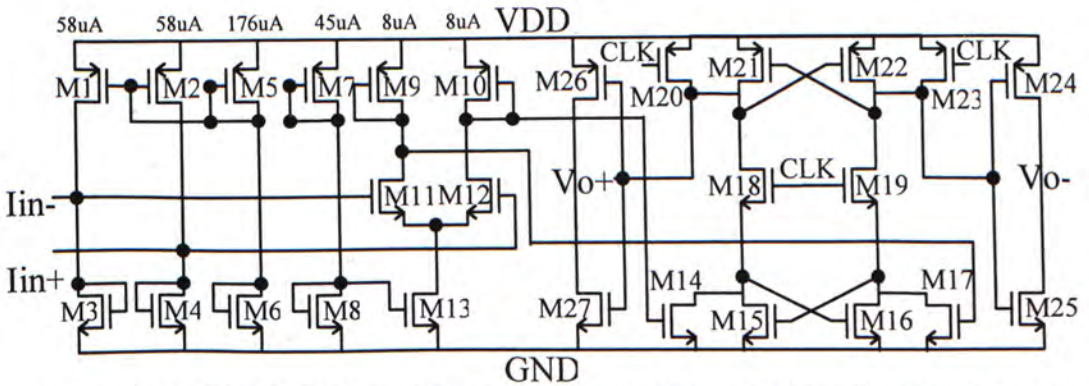 58uA 58uA 176uA 45uA 8uA 8uA VDD
CLK CLK
M1 M2 M5 M7 M9 M10 M26 M21 M22 M24
M20 M23
M11 M12 Vo+ M18 CLK M19 Vo-
Iin-
Iin+
M14 M17
M3 M4 M6 M8 M13 M27 M15 M16 M25
GND